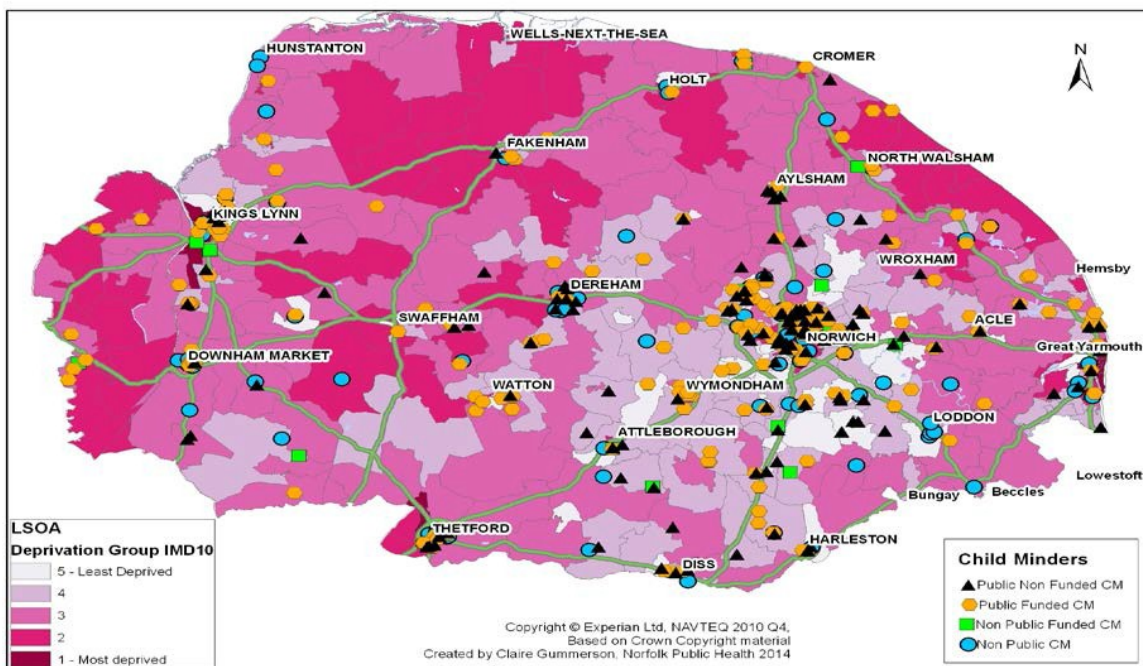 WELLS-NEXT-THE-SEA
HUNSTANTON
CROMER
N
HOLT
FAKENHAM
NORTH WALSHAM
AYLSHAM
KINGS LYNN
WROXHAM
Hemsby
DEREHAM
SWAFFHAM
ACLE
NORWICH
Great Yarmouth
DOWNHAM MARKET
WATTON
WYMONDHAM
LODDON
ATTLEBOROUGH
Lowestoft
Bungay
Beccles
THETFORD
HARLESTON
DISS
LSOA
Deprivation Group IMD10
5 - Least Deprived
4
3
2
1 - Most deprived
Child Minders
Public Non Funded CM
Public Funded CM
Non Public Funded CM
Non Public CM
Copyright © Experian Ltd, NAVTEQ 2010 Q4,
Based on Crown Copyright material
Created by Claire Gummerson, Norfolk Public Health 2014